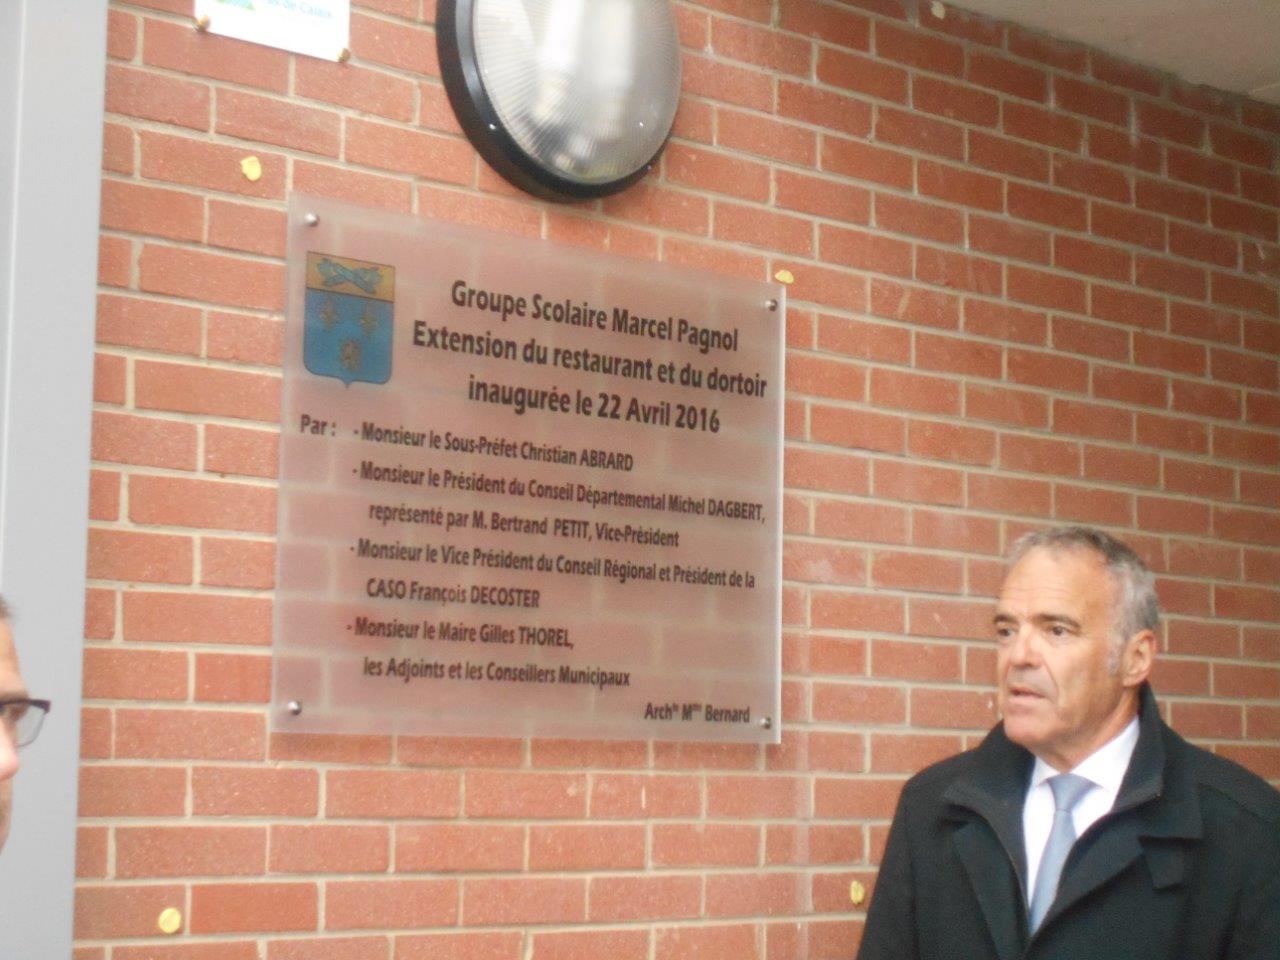 as de Calais
Groupe Scolaire Marcel Pagnol
Extension du restaurant et du dortoir
inaugurée le 22 Avril 2016
Par : - Monsieur le Sous-Préfet Christian ABRARD
- Monsieur le Président du Conseil Départemental Michel DAGBERT,
représenté par M. Bertrand PETIT, Vice-Président
- Monsieur le Vice Président du Conseil Régional et Président de la
CASO François DECOSTER
- Monsieur le Maire Gilles THOREL,
les Adjoints et les Conseillers Municipaux
Archte Mme Bernard